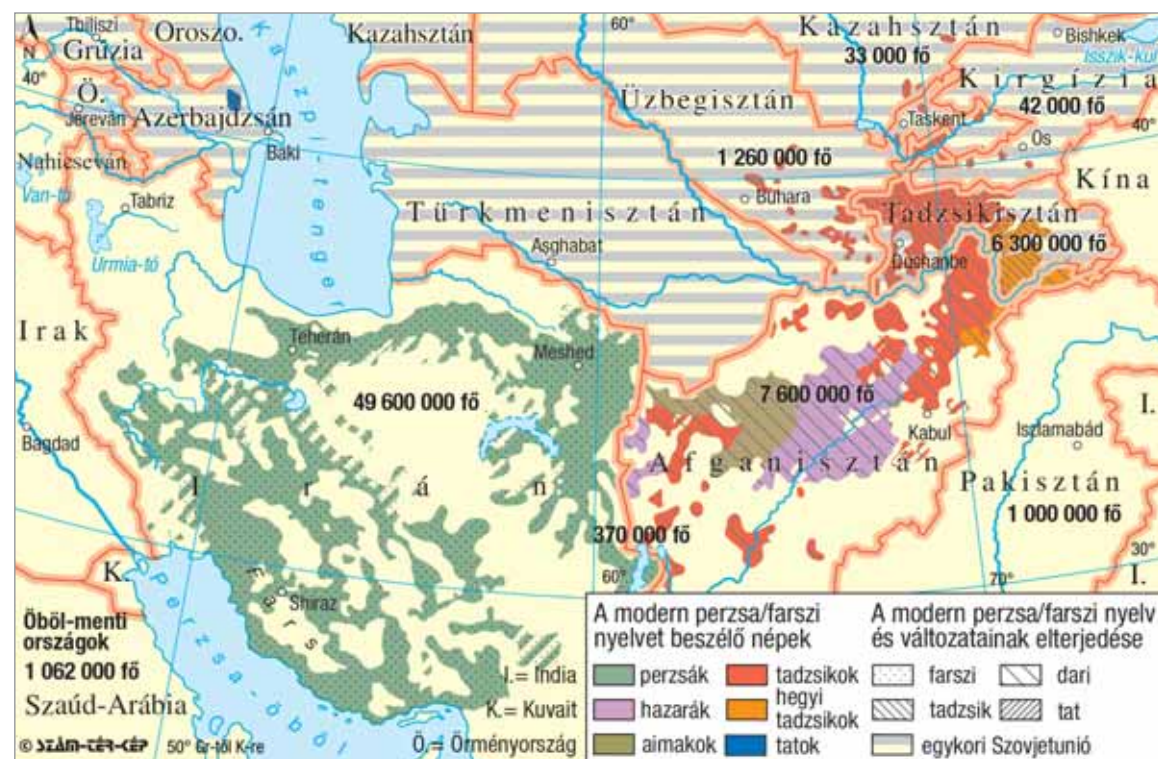 Tbiliszi
Grúzia
Oroszo.
Kazahsztán
60°
Kazahsztán
33 000 fő
Bishkek
Isszik-kul
N
40°
Ö.
Jereván
Azerbajdzsán
Baki
Kaszpi-tenger
Üzbegisztán
Kirgízia
42 000 fő
Taskent
Os
40°
Nahicseván
Van-tó
Tabriz
Urmia-tó
1 260 000 fő
Buhara
Kína
Türkmenisztán
Asghabat
Tadzsikisztán
6 300 000 fő
Dushanbe
Irak
Teherán
Meshed
49 600 000 fő
7 600 000 fő
Bagdad
Kabul
Iszlamabád
I.
Irán
Afganisztán
Pakisztán
1 000 000 fő
370 000 fő
60°
70°
30°
I.
K.
Fars
Shiraz
Perzsa-öböl
Öböl-menti
országok
1 062 000 fő
Szaúd-Arábia
© SZÁM-TÉR-KÉP
50° Gr-től K-re
I.= India
K.= Kuvait
Ö.= Örményország
A modern perzsa/farszi
nyelvet beszélő népek
perzsák
tadzsikok
hazarák
hegyi
tadzsikok
aimakok
tatok
A modern perzsa/farszi nyelv
és változatainak elterjedése
farszi
dari
tadzsik
tat
egykori Szovjetunió